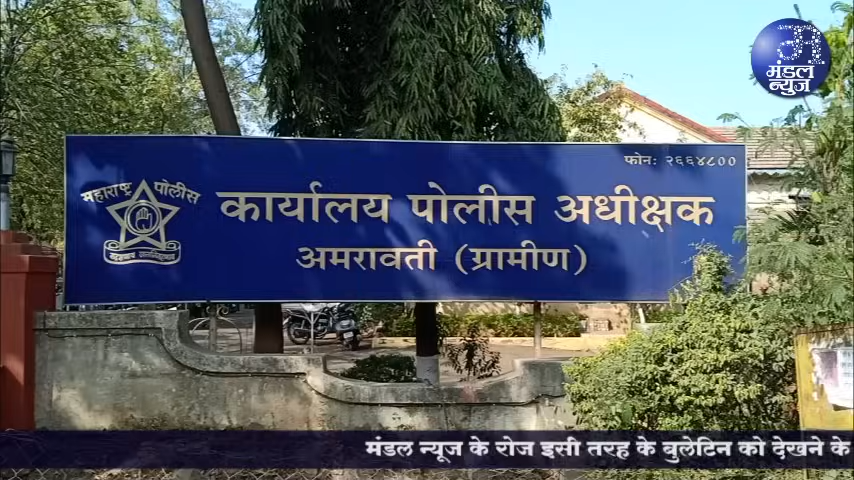 मंडल
न्यूज
फोन: २६६४८००
महाराष्ट्र पोलीस
कार्यालय पोलीस अधीक्षक
अमरावती (ग्रामीण)
मंडल न्यूज के रोज इसी तरह के बुलेटिन को देखने के